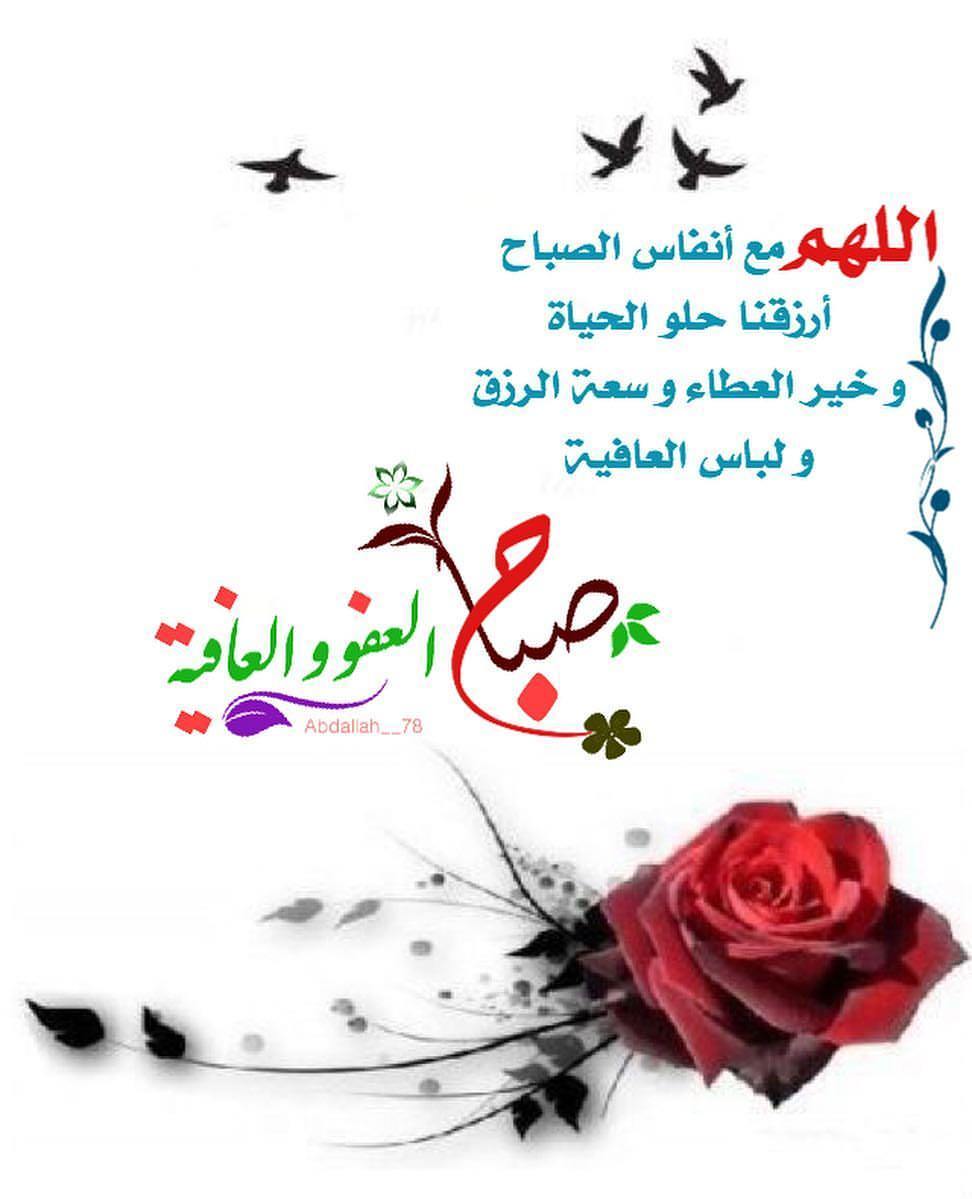 اللهم مع أنفاس الصباح
أرزقنا حلو الحياة
و خير العطاء و سعة الرزق
و لباس العافية
صباح
العفو و العافية
Abdallah__78